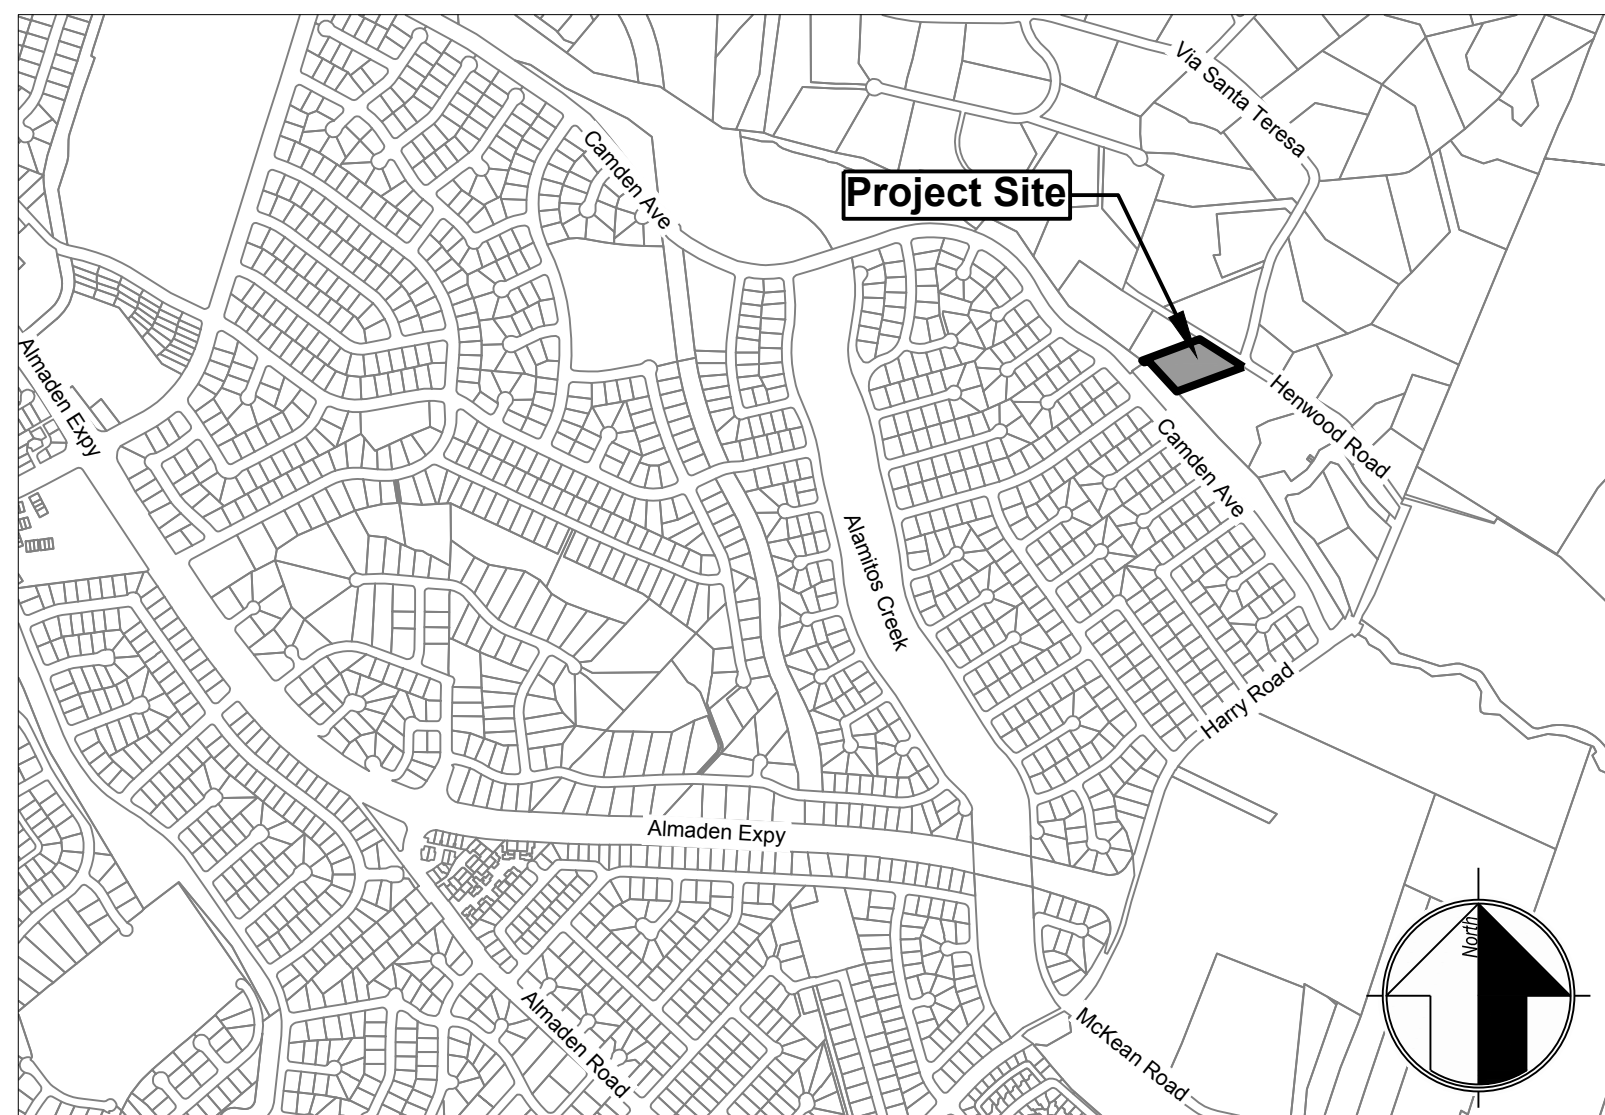 Via Santa Teresa
Camden Ave
Project Site
Almaden Expy
Henwood Road
Camden Ave
Alamitos Creek
Harry Road
Almaden Expy
North
Almaden Road
McKean Road